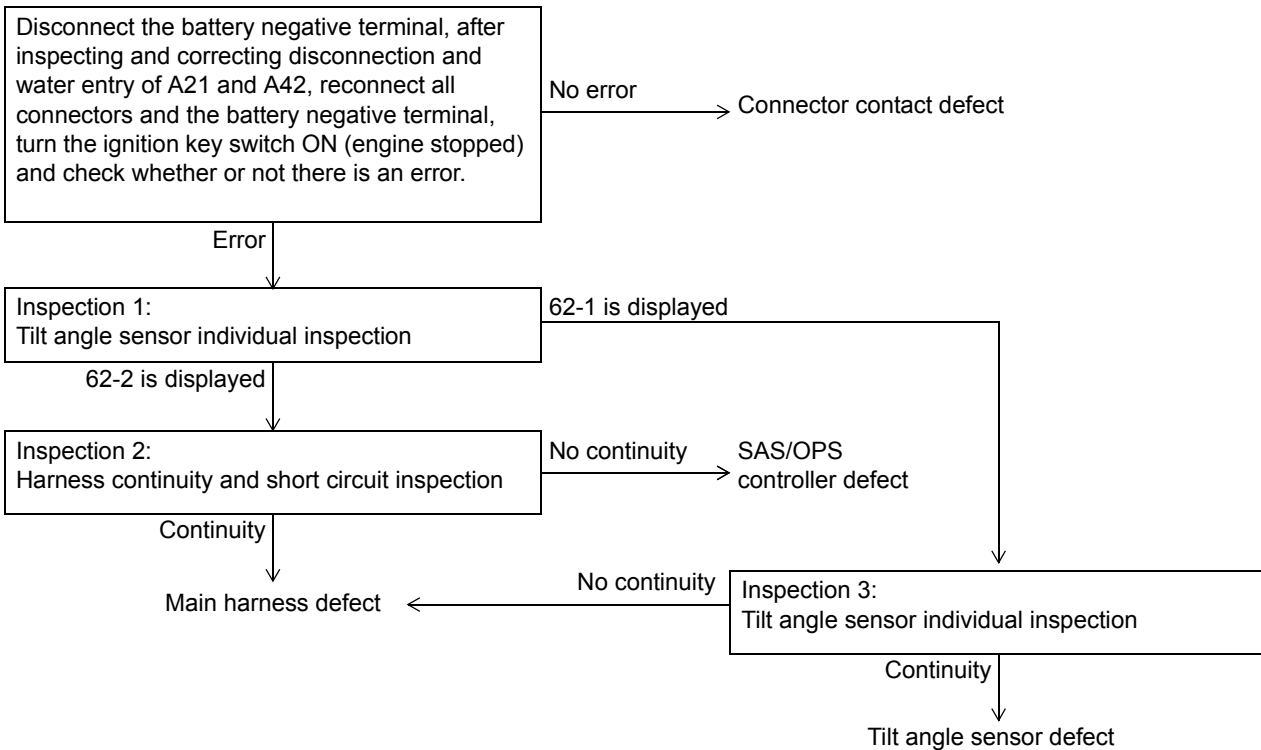 Disconnect the battery negative terminal, after
inspecting and correcting disconnection and
water entry of A21 and A42, reconnect all
connectors and the battery negative terminal,
turn the ignition key switch ON (engine stopped)
and check whether or not there is an error.
No error
Connector contact defect
Error
Inspection 1:
Tilt angle sensor individual inspection
62-1 is displayed
62-2 is displayed
Inspection 2:
Harness continuity and short circuit inspection
No continuity
SAS/OPS
controller defect
Continuity
Main harness defect
No continuity
Inspection 3:
Tilt angle sensor individual inspection
Continuity
Tilt angle sensor defect